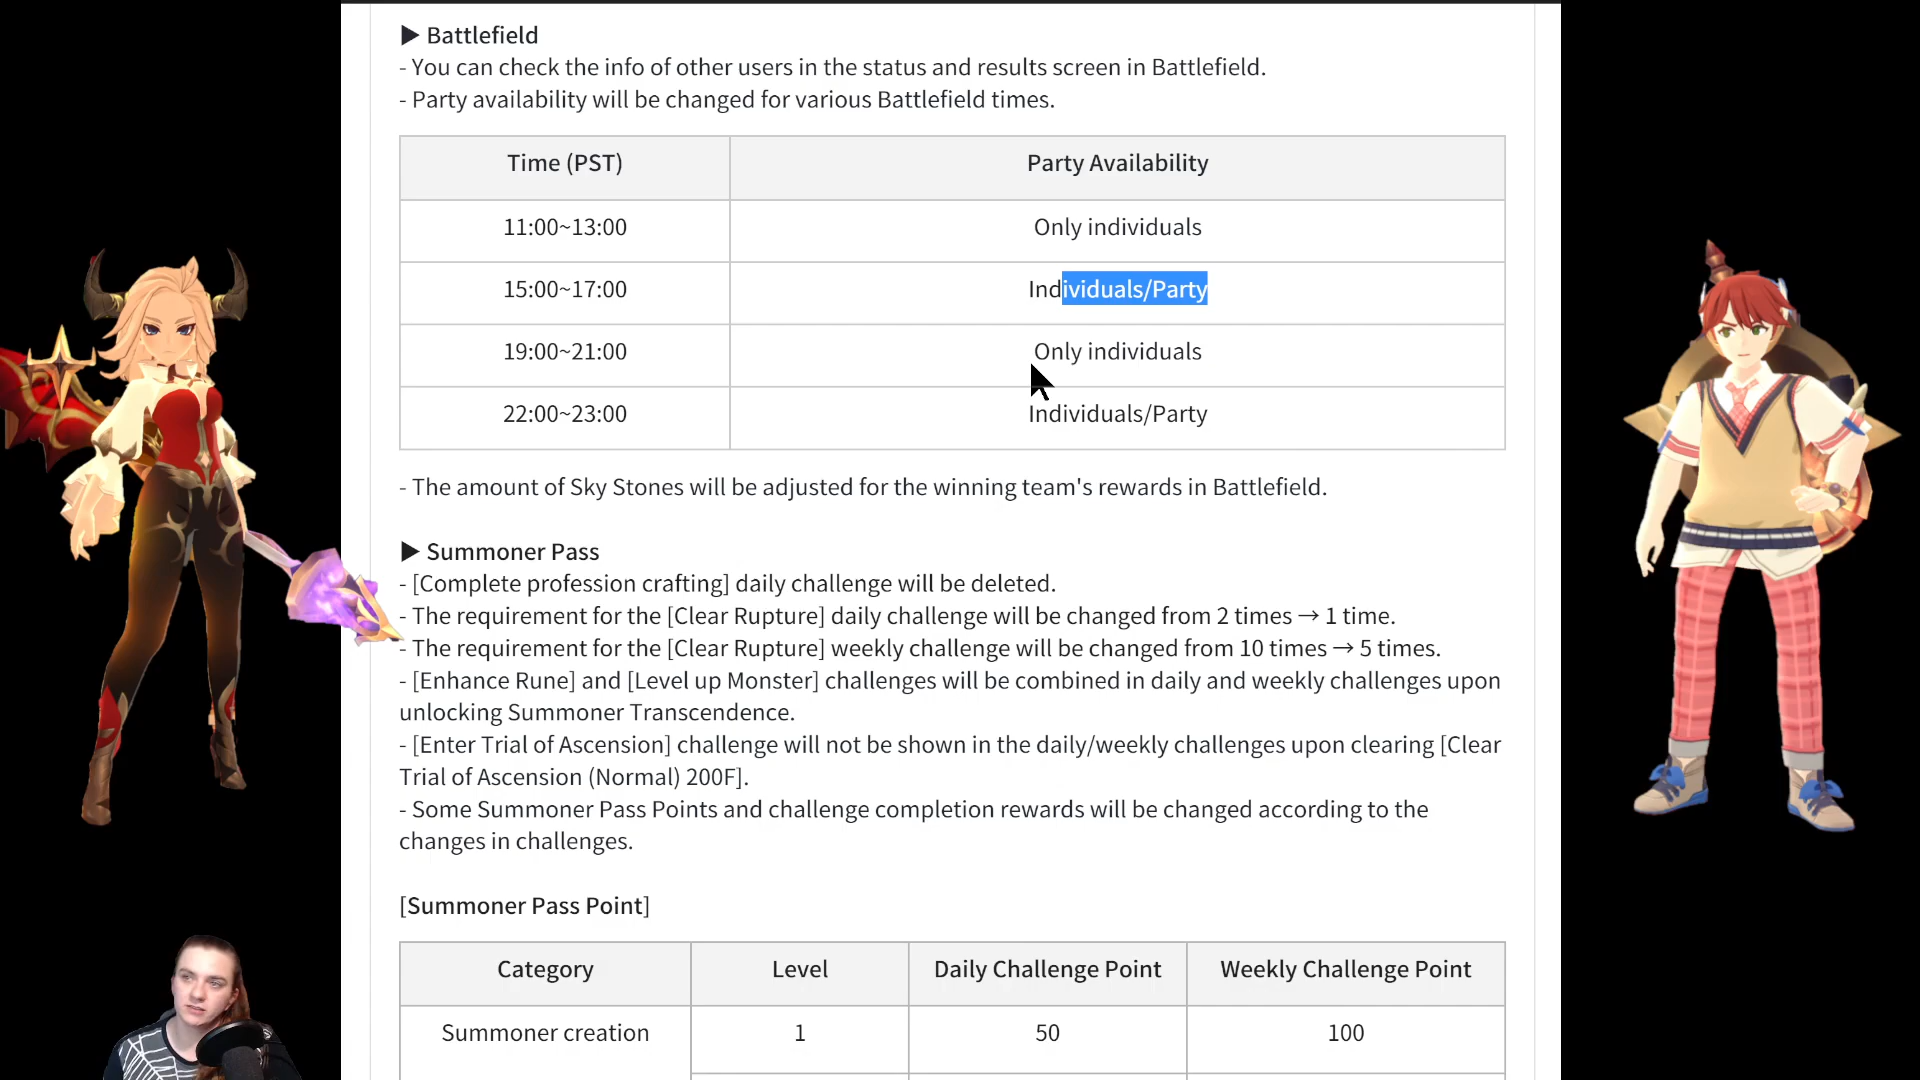 ▶ Battlefield
- You can check the info of other users in the status and results screen in Battlefield.
- Party availability will be changed for various Battlefield times.
Time (PST) Party Availability
11:00~13:00 Only individuals
15:00~17:00 Individuals/Party
19:00~21:00 Only individuals
22:00~23:00 Individuals/Party
- The amount of Sky Stones will be adjusted for the winning team's rewards in Battlefield.
▶ Summoner Pass
- [Complete profession crafting] daily challenge will be deleted.
- The requirement for the [Clear Rupture] daily challenge will be changed from 2 times → 1 time.
- The requirement for the [Clear Rupture] weekly challenge will be changed from 10 times → 5 times.
- [Enhance Rune] and [Level up Monster] challenges will be combined in daily and weekly challenges upon
unlocking Summoner Transcendence.
- [Enter Trial of Ascension] challenge will not be shown in the daily/weekly challenges upon clearing [Clear
Trial of Ascension (Normal) 200F].
- Some Summoner Pass Points and challenge completion rewards will be changed according to the
changes in challenges.
[Summoner Pass Point]
Category Level Daily Challenge Point Weekly Challenge Point
Summoner creation 1 50 100